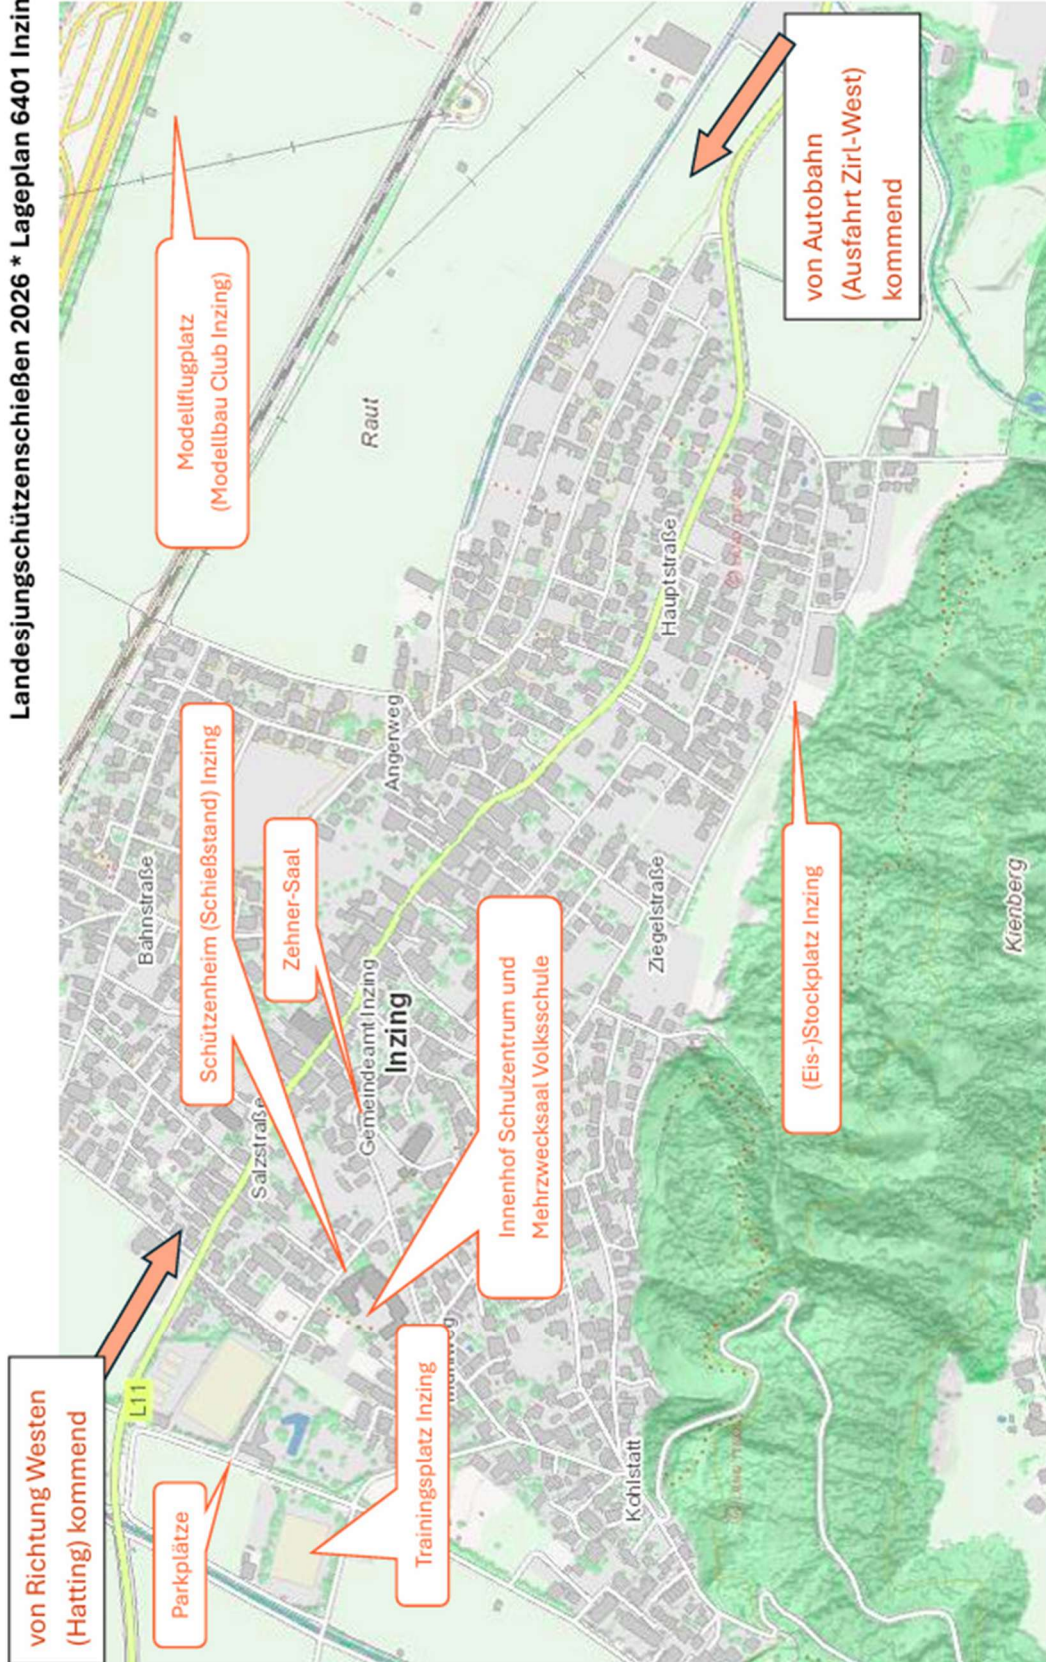 Landesjungschützenschießen 2026 * Lageplan 6401 Inzin
von Richtung Westen
(Hatting) kommend
L11
Parkplätze
Trainingsplatz Inzing
Schützenheim (Schießstand) Inzing
Zehner-Saal
Innenhof Schulzentrum und
Mehrzwecksaal Volksschule
Modellflugplatz
(Modellbau Club Inzing)
(Eis-)Stockplatz Inzing
von Autobahn
(Ausfahrt Zirl-West)
kommend
Bahnstraße
Salzstraße
Angerweg
Gemeindeamt Inzing
Inzing
Raut
Hauptstraße
Ziegelstraße
Kohlstatt
Kienberg